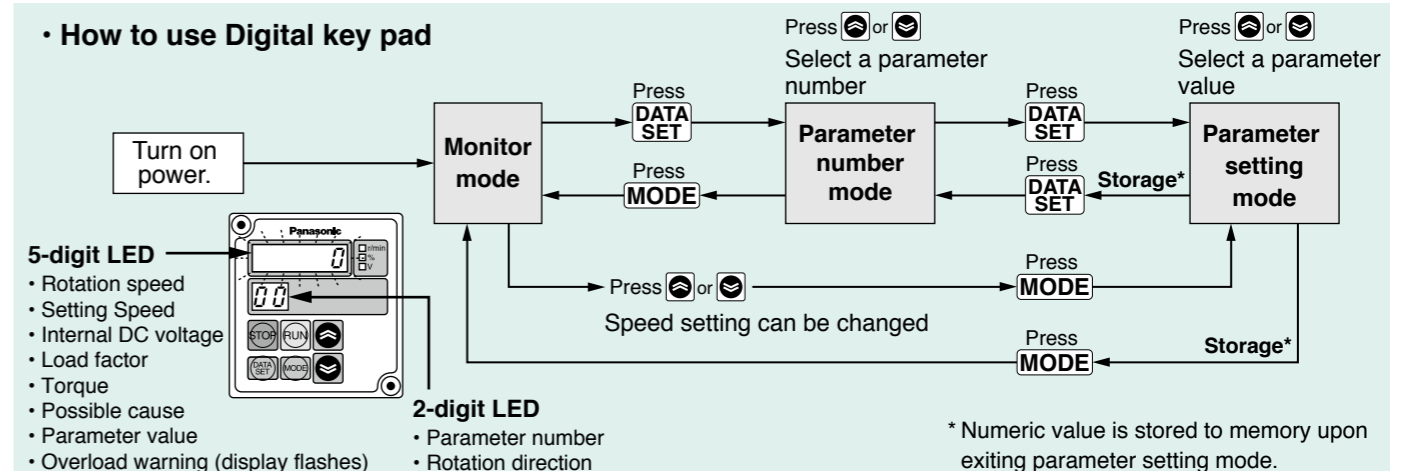 ・How to use Digital key pad
Press or
Select a parameter
number
Press or
Select a parameter
value
Turn on
power.
Monitor
mode
Press
DATA
SET
Press
MODE
Parameter
number
mode
Press
DATA
SET
Press
DATA
SET
Storage*
Parameter
setting
mode
Press or
Speed setting can be changed
Press
MODE
Press
MODE
Storage*
Panasonic
0
r/min
%
V
00
STOP RUN
DATA
SET
MODE
5-digit LED
・Rotation speed
・Setting Speed
・Internal DC voltage
・Load factor
・Torque
・Possible cause
・Parameter value
・Overload warning (display flashes)
2-digit LED
・Parameter number
・Rotation direction
* Numeric value is stored to memory upon
exiting parameter setting mode.